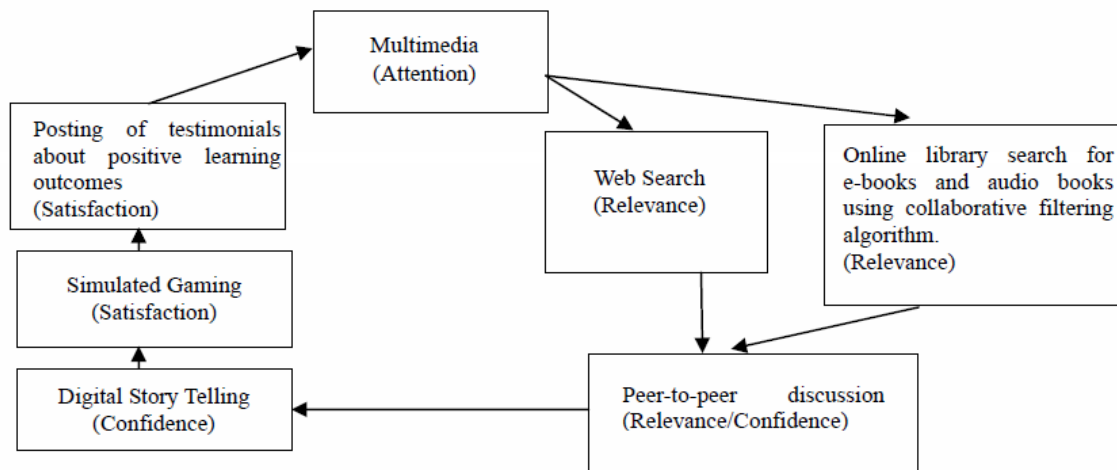 Multimedia
(Attention)
Posting of testimonials
about positive learning
outcomes
(Satisfaction)
Web Search
(Relevance)
Online library search for
e-books and audio books
using collaborative filtering
algorithm.
(Relevance)
Simulated Gaming
(Satisfaction)
Digital Story Telling
(Confidence)
Peer-to-peer discussion
(Relevance/Confidence)